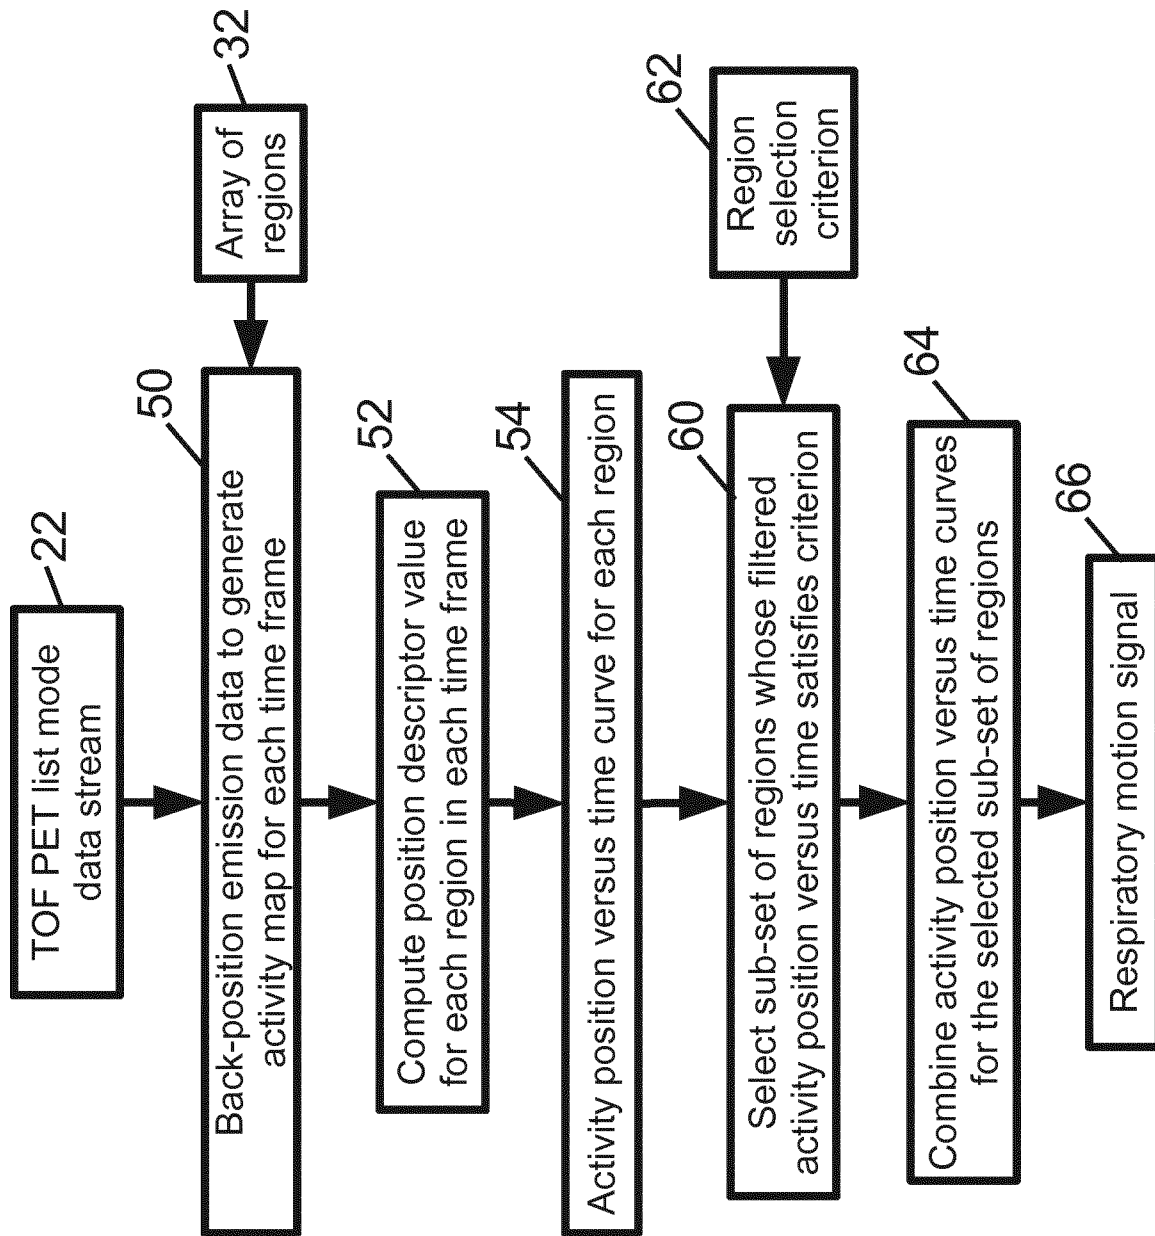 TOF PET list mode
data stream
22
Array of
regions
32
Back-position emission data to generate
activity map for each time frame
50
Compute position descriptor value
for each region in each time frame
52
Activity position versus time curve for each region
54
Region
selection
criterion
62
Select sub-set of regions whose filtered
activity position versus time satisfies criterion
60
Combine activity position versus time curves
for the selected sub-set of regions
64
Respiratory motion signal
66